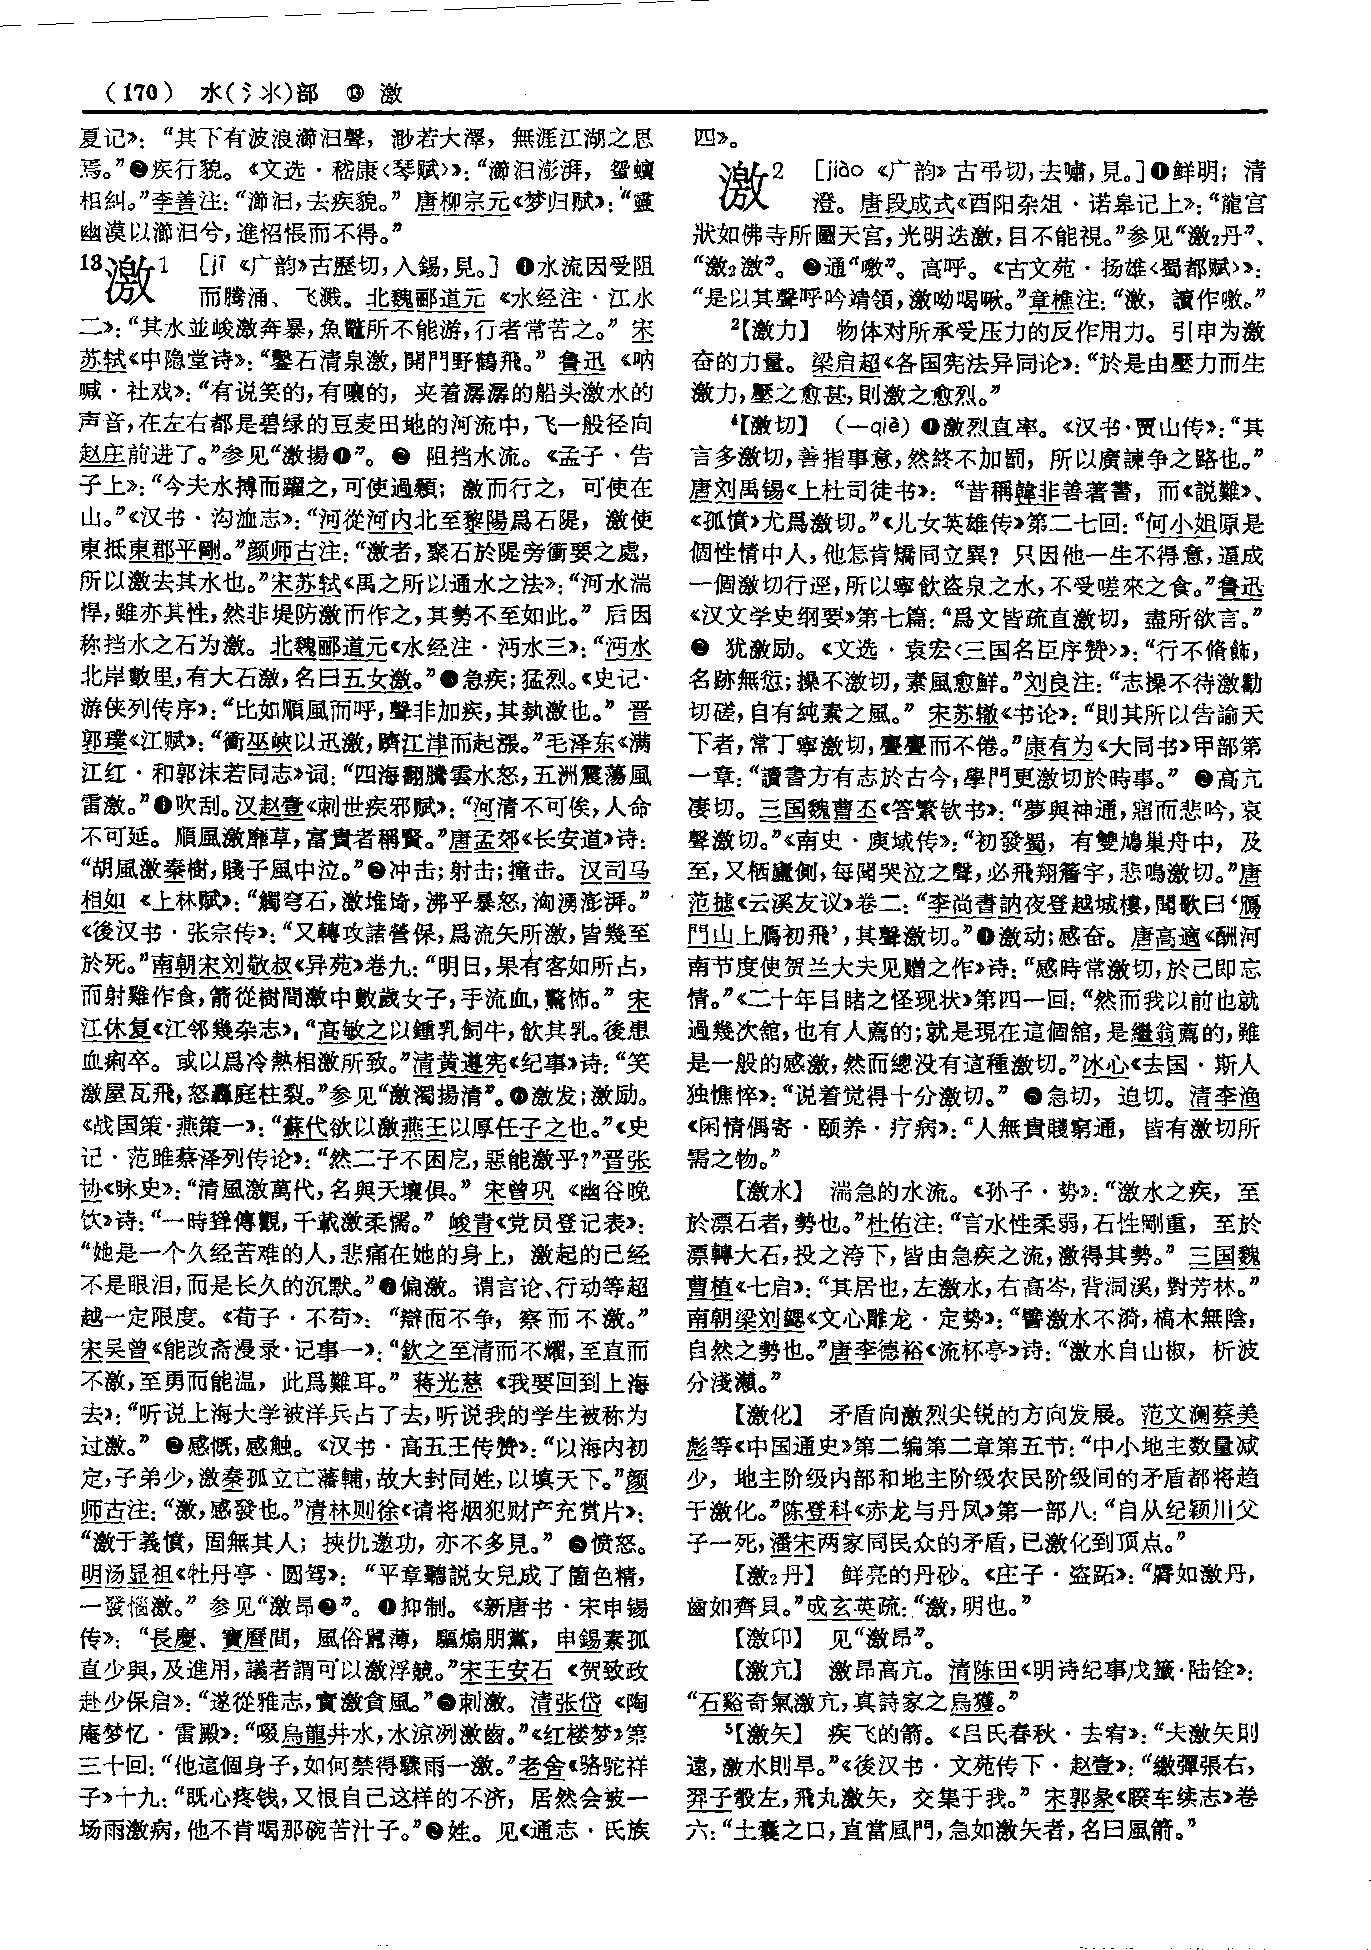 （170） 水(氵氺)部 ⓭ 激
夏记》：“其下有波浪瀄汩聲，渺若大澤，無涯江湖之思
焉。”❷疾行貌。《文选·嵇康〈琴赋〉》：“瀄汩澎湃，蛩蟺
相糾。”李善注：“瀄汩，去疾貌。” 唐柳宗元《梦归赋》：“靈
幽漠以瀄汩兮，進怊悵而不得。”
13激1 ［jī 《广韵》古歷切，入錫，見。］ ❶水流因受阻
而腾涌、飞溅。北魏郦道元《水经注·江水
二》：“其水並峻激奔暴，魚鼈所不能游，行者常苦之。” 宋
苏轼《中隐堂诗》：“鑿石清泉激，開門野鶴飛。” 鲁迅《呐
喊·社戏》：“有说笑的，有嚷的，夹着潺潺的船头激水的
声音，在左右都是碧绿的豆麦田地的河流中，飞一般径向
赵庄前进了。”参见“激揚❶”。❷ 阻挡水流。《孟子·告
子上》：“今夫水搏而躍之，可使過顙；激而行之，可使在
山。”《汉书·沟洫志》：“河從河内北至黎陽爲石隄，激使
東抵東郡平剛。”颜师古注：“激者，聚石於隄旁衝要之處，
所以激去其水也。”宋苏轼《禹之所以通水之法》：“河水湍
悍，雖亦其性，然非堤防激而作之，其勢不至如此。” 后因
称挡水之石为激。北魏郦道元《水经注·沔水三》：“沔水
北岸數里，有大石激，名曰五女激。”❸急疾；猛烈。《史记·
游侠列传序》：“比如順風而呼，聲非加疾，其埶激也。” 晋
郭璞《江赋》：“衝巫峽以迅激，躋江津而起漲。”毛泽东《满
江红·和郭沫若同志》词：“四海翻騰雲水怒，五洲震蕩風
雷激。”❹吹刮。汉赵壹《刺世疾邪赋》：“河清不可俟，人命
不可延。順風激靡草，富貴者稱賢。”唐孟郊《长安道》诗：
“胡風激秦樹，賤子風中泣。”❺冲击；射击；撞击。汉司马
相如《上林赋》：“觸穹石，激堆埼，沸乎暴怒，洶湧澎湃。”
《後汉书·张宗传》：“又轉攻諸營保，爲流矢所激，皆幾至
於死。”南朝宋刘敬叔《异苑》卷九：“明日，果有客如所占，
而射雞作食，箭從樹間激中數歲女子，手流血，驚怖。” 宋
江休复《江邻幾杂志》：“高敏之以鍾乳飼牛，飲其乳。後患
血痢卒。或以爲冷熱相激所致。”清黄遵宪《纪事》诗：“笑
激屋瓦飛，怒轟庭柱裂。”参见“激濁揚清”。❻激发；激励。
《战国策·燕策一》：“蘇代欲以激燕王以厚任子之也。”《史
记·范雎蔡泽列传论》：“然二子不困戹，惡能激乎？”晋张
协《咏史》：“清風激萬代，名與天壤俱。” 宋曾巩《幽谷晚
饮》诗：“一時聳傳觀，千載激柔懦。” 峻青《党员登记表》：
“她是一个久经苦难的人，悲痛在她的身上，激起的已经
不是眼泪，而是长久的沉默。”❼偏激。谓言论、行动等超
越一定限度。《荀子·不苟》：“辯而不争，察而不激。”
宋吴曾《能改斋漫录·记事一》：“欽之至清而不耀，至直而
不激，至勇而能温，此爲難耳。” 蒋光慈《我要回到上海
去》：“听说上海大学被洋兵占了去，听说我的学生被称为
过激。” ❽感慨，感触。《汉书·高五王传赞》：“以海内初
定，子弟少，激秦孤立亡藩輔，故大封同姓，以填天下。”颜
师古注：“激，感發也。”清林则徐《请将烟犯财产充赏片》：
“激于義憤，固無其人；挾仇邀功，亦不多見。” ❾愤怒。
明汤显祖《牡丹亭·圆驾》：“平章聽説女兒成了箇色精，
一發惱激。” 参见“激昂❷”。❿抑制。《新唐书·宋申锡
传》：“長慶、寶曆間，風俗囂薄，驅煽朋黨，申錫素孤
直少與，及進用，議者謂可以激浮競。”宋王安石《贺致政
赵少保启》：“遂從雅志，實激貪風。”⓫刺激。清张岱《陶
庵梦忆·雷殿》：“啜烏龍井水，水涼冽激齒。”《红楼梦》第
三十回：“他這個身子，如何禁得驟雨一激。”老舍《骆驼祥
子》十九：“既心疼钱，又恨自己这样的不济，居然会被一
场雨激病，他不肯喝那碗苦汁子。”⓬姓。见《通志·氏族
四》。
激2 ［jiào 《广韵》古弔切，去嘯，見。］❶鲜明；清
澄。唐段成式《酉阳杂俎·诺皋记上》：“龍宫
狀如佛寺所圖天宫，光明迭激，目不能視。”参见“激2丹”、
“激2激”。❷通“噭”。高呼。《古文苑·扬雄〈蜀都赋〉》：
“是以其聲呼吟靖領，激呦喝啾。”章樵注：“激，讀作噭。”
2【激力】 物体对所承受压力的反作用力。引申为激
奋的力量。梁启超《各国宪法异同论》：“於是由壓力而生
激力，壓之愈甚，則激之愈烈。”
4【激切】（—qiè）❶激烈直率。《汉书·贾山传》：“其
言多激切，善指事意，然終不加罰，所以廣諫争之路也。”
唐刘禹锡《上杜司徒书》：“昔稱韓非善著書，而《説難》、
《孤憤》尤爲激切。”《儿女英雄传》第二七回：“何小姐原是
個性情中人，他怎肯矯同立異？只因他一生不得意，逼成
一個激切行逕，所以寧飲盜泉之水，不受嗟來之食。”鲁迅
《汉文学史纲要》第七篇：“爲文皆疏直激切，盡所欲言。”
❷ 犹激励。《文选·袁宏〈三国名臣序赞〉》：“行不脩飾，
名跡無愆；操不激切，素風愈鮮。”刘良注：“志操不待激勸
切磋，自有純素之風。” 宋苏辙《书论》：“則其所以告諭天
下者，常丁寧激切，亹亹而不倦。”康有为《大同书》甲部第
一章：“讀書方有志於古今，學門更激切於時事。” ❸高亢
凄切。三国魏曹丕《答繁钦书》：“夢與神通，寤而悲吟，哀
聲激切。”《南史·庾域传》：“初發蜀，有雙鳩巢舟中，及
至，又栖廬側，每聞哭泣之聲，必飛翔簷宇，悲鳴激切。”唐
范摅《云溪友议》卷二：“李尚書訥夜登越城樓，聞歌曰‘鴈
門山上鴈初飛’，其聲激切。”❹激动；感奋。唐高適《酬河
南节度使贺兰大夫见赠之作》诗：“感時常激切，於己即忘
情。”《二十年目睹之怪现状》第四一回：“然而我以前也就
過幾次舘，也有人薦的；就是現在這個舘，是繼翁薦的，雖
是一般的感激，然而總没有這種激切。”冰心《去国·斯人
独憔悴》：“说着觉得十分激切。” ❺急切，迫切。清李渔
《闲情偶寄·颐养·疗病》：“人無貴賤窮通，皆有激切所
需之物。”
【激水】 湍急的水流。《孙子·势》：“激水之疾，至
於漂石者，勢也。”杜佑注：“言水性柔弱，石性剛重，至於
漂轉大石，投之洿下，皆由急疾之流，激得其勢。” 三国魏
曹植《七启》：“其居也，左激水，右高岑，背洞溪，對芳林。”
南朝梁刘勰《文心雕龙·定势》：“譬激水不漪，槁木無陰，
自然之勢也。”唐李德裕《流杯亭》诗：“激水自山椒，析波
分淺瀨。”
【激化】 矛盾向激烈尖锐的方向发展。范文澜蔡美
彪等《中国通史》第二编第二章第五节：“中小地主数量减
少，地主阶级内部和地主阶级农民阶级间的矛盾都将趋
于激化。”陈登科《赤龙与丹凤》第一部八：“自从纪颖川父
子一死，潘宋两家同民众的矛盾，已激化到顶点。”
【激2丹】 鲜亮的丹砂。《庄子·盗跖》：“脣如激丹，
齒如齊貝。”成玄英疏：“激，明也。”
【激卬】 见“激昂”。
【激亢】 激昂高亢。清陈田《明诗纪事戊籤·陆铨》：
“石谿奇氣激亢，真詩家之烏獲。”
5【激矢】 疾飞的箭。《吕氏春秋·去宥》：“夫激矢則
遠，激水則旱。”《後汉书·文苑传下·赵壹》：“繳彈張右，
羿子彀左，飛丸激矢，交集于我。” 宋郭彖《睽车续志》卷
六：“土囊之口，直當風門，急如激矢者，名曰風箭。”